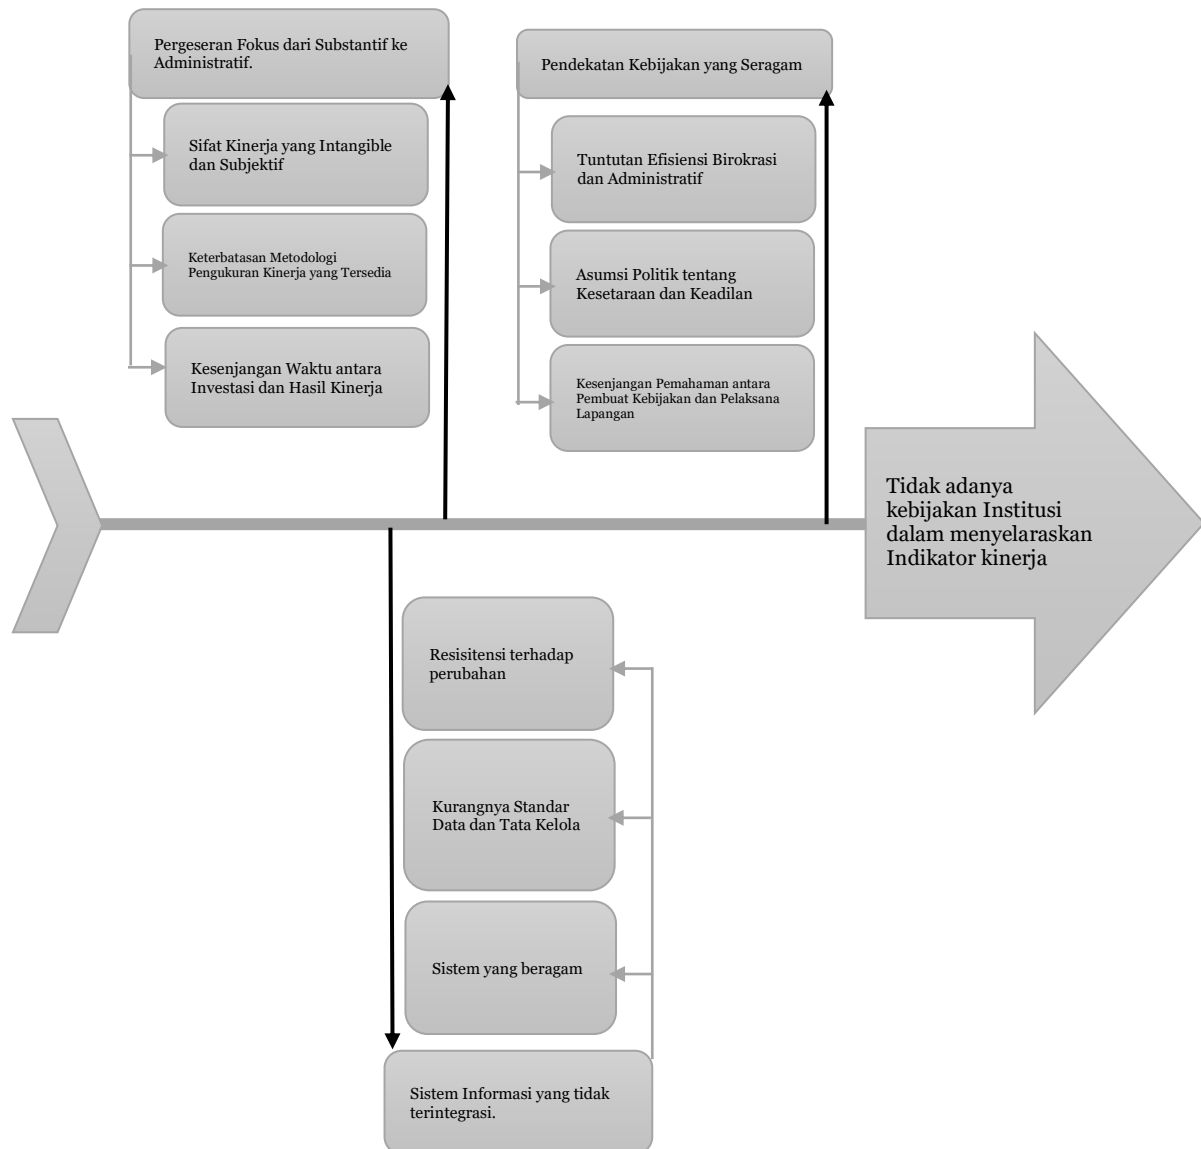 Pergeseran Fokus dari Substantif ke
Administratif.
Sifat Kinerja yang Intangible
dan Subjektif
Keterbatasan Metodologi
Pengukuran Kinerja yang Tersedia
Kesenjangan Waktu antara
Investasi dan Hasil Kinerja
Pendekatan Kebijakan yang Seragam
Tuntutan Efisiensi Birokrasi
dan Administratif
Asumsi Politik tentang
Kesetaraan dan Keadilan
Kesenjangan Pemahaman antara
Pembuat Kebijakan dan Pelaksana
Lapangan
Tidak adanya
kebijakan Institusi
dalam menyelaraskan
Indikator kinerja
Resisitensi terhadap
perubahan
Kurangnya Standar
Data dan Tata Kelola
Sistem yang beragam
Sistem Informasi yang tidak
terintegrasi.